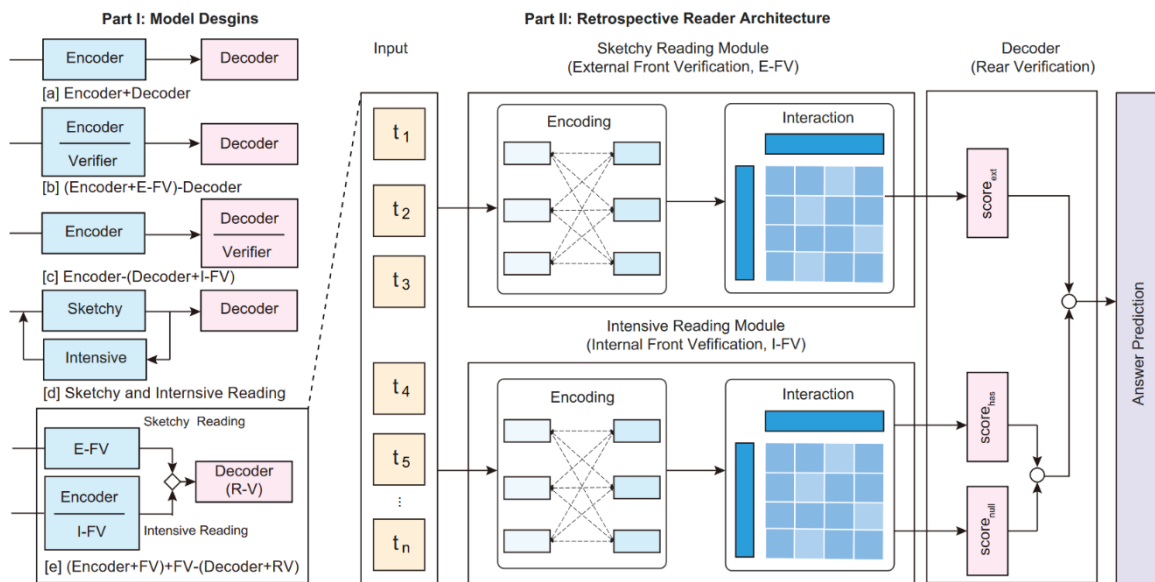 Part I: Model Desgins
Encoder
Decoder
[a] Encoder+Decoder
Encoder
Verifier
Decoder
[b] (Encoder+E-FV)-Decoder
Encoder
Decoder
Verifier
[c] Encoder-(Decoder+I-FV)
Sketchy
Decoder
Intensive
[d] Sketchy and Internsive Reading
Sketchy Reading
E-FV
Decoder
(R-V)
Encoder
I-FV
Intensive Reading
[e] (Encoder+FV)+FV-(Decoder+RV)
Part II: Retrospective Reader Architecture
Input
t1
t2
t3
t4
t5
...
tn
Sketchy Reading Module
(External Front Verification, E-FV)
Encoding
Interaction
Intensive Reading Module
(Internal Front Vefification, I-FV)
Encoding
Interaction
Decoder
(Rear Verification)
score_ext
score_has
score_null
Answer Prediction